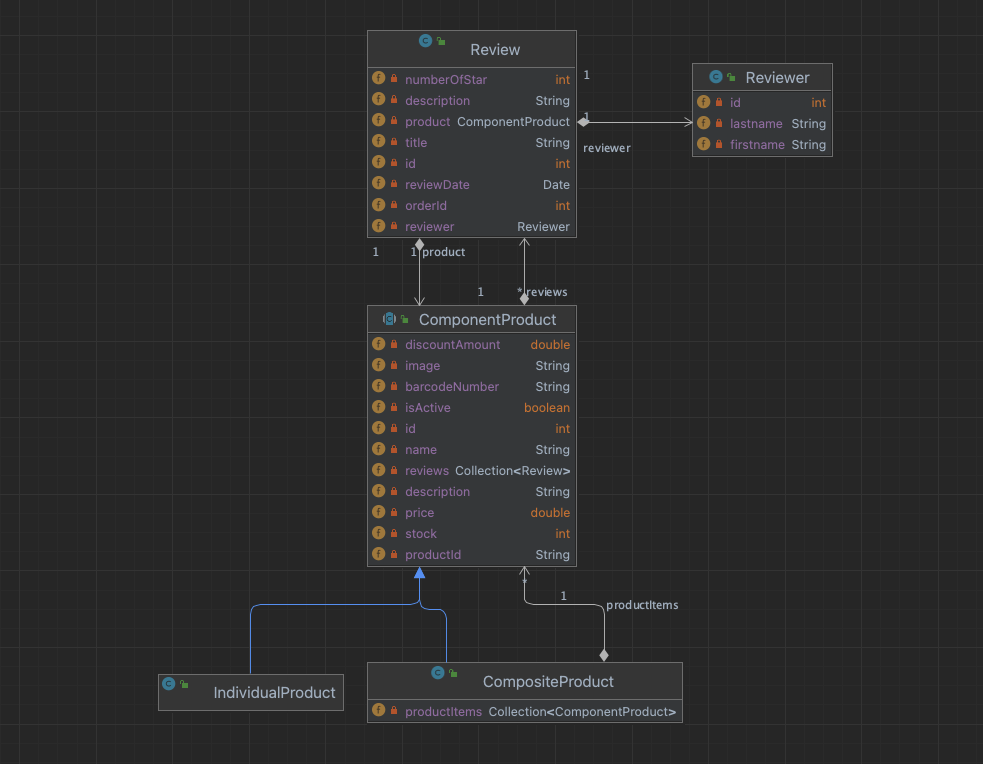 Review
numberOfStar int
description String
product ComponentProduct
title String
id int
reviewDate Date
orderId int
reviewer Reviewer
1
1
reviewer
Reviewer
id int
lastname String
firstname String
1
1
product
1
*
reviews
ComponentProduct
discountAmount double
image String
barcodeNumber String
isActive boolean
id int
name String
reviews Collection<Review>
description String
price double
stock int
productId String
*
1
productItems
IndividualProduct
CompositeProduct
productItems Collection<ComponentProduct>